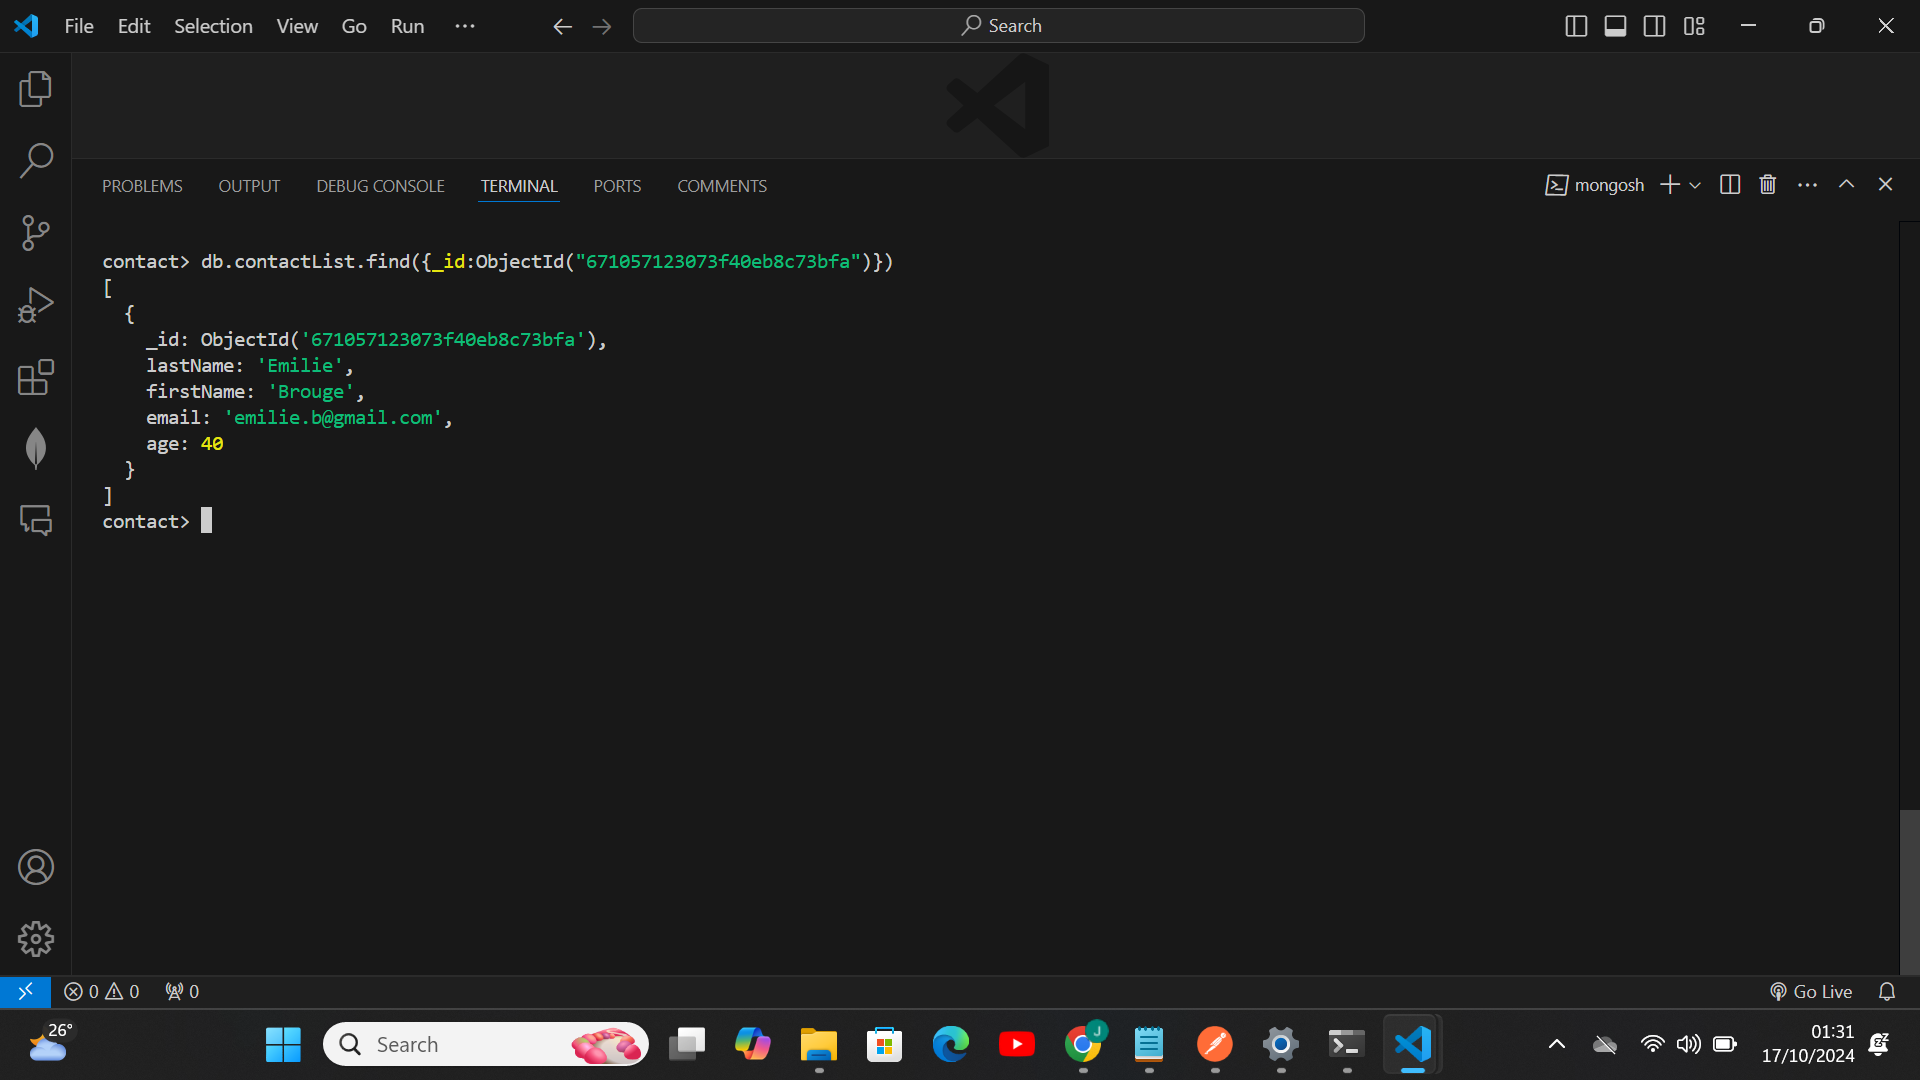 File Edit Selection View Go Run ···
Search
PROBLEMS OUTPUT DEBUG CONSOLE TERMINAL PORTS COMMENTS
mongosh
contact> db.contactList.find({_id:ObjectId("671057123073f40eb8c73bfa")})
[
{
_id: ObjectId('671057123073f40eb8c73bfa'),
lastName: 'Emilie',
firstName: 'Brouge',
email: 'emilie.b@gmail.com',
age: 40
}
]
contact>
0 0 0
Go Live
26°
Search
J
01:31
17/10/2024